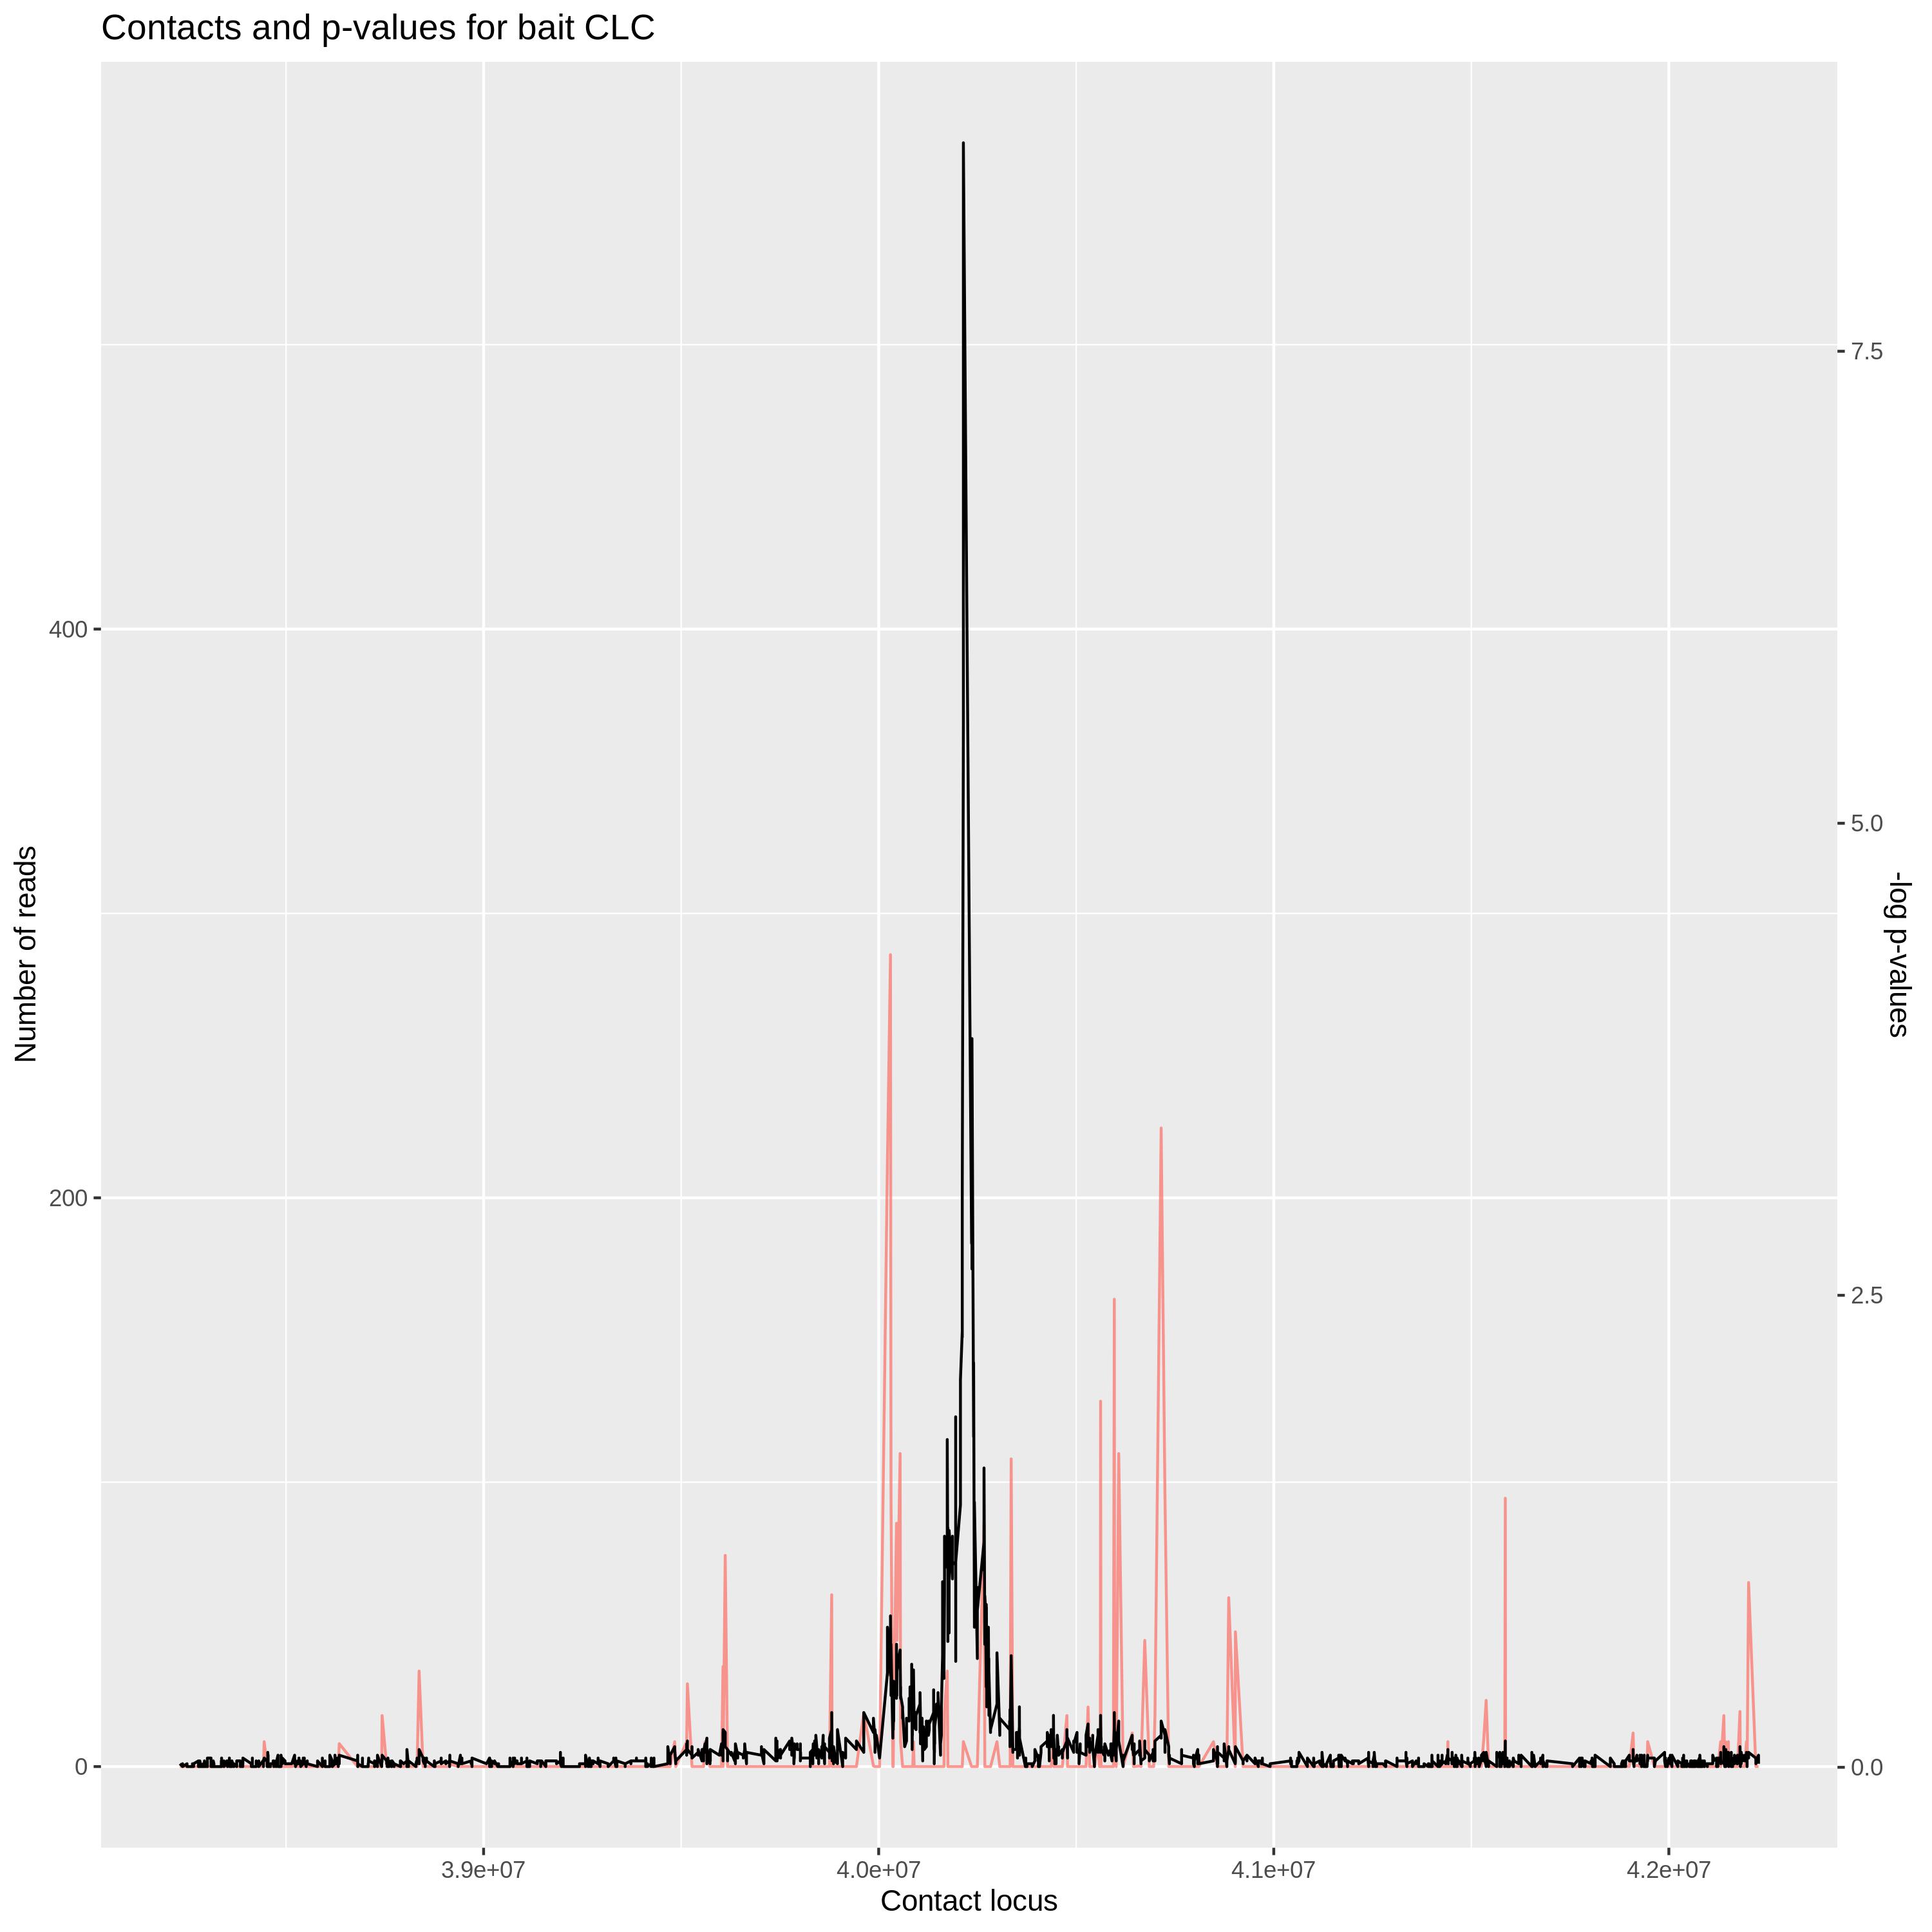 Contacts and p-values for bait CLC
Number of reads
400
200
0
7.5
5.0
2.5
0.0
-log p-values
3.9e+07
4.0e+07
4.1e+07
4.2e+07
Contact locus